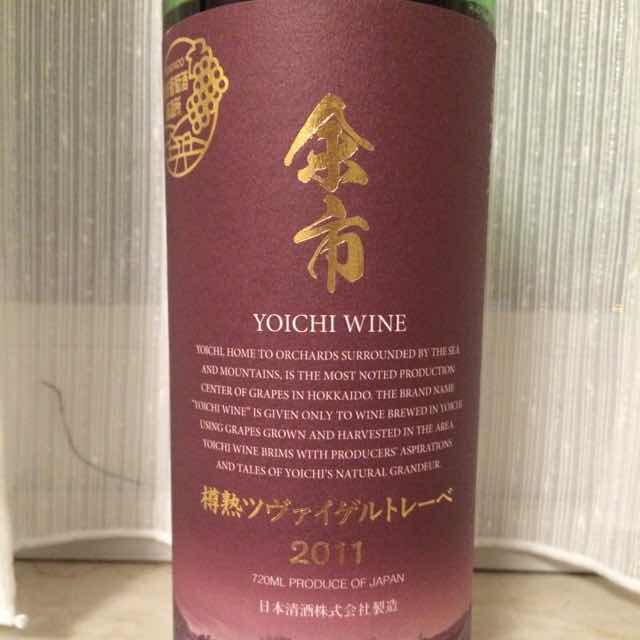 余市
YOICHI WINE
YOICHI, HOME TO ORCHARDS SURROUNDED BY THE SEA
AND MOUNTAINS, IS THE MOST NOTED PRODUCTION
CENTER OF GRAPES IN HOKKAIDO. THE BRAND NAME
"YOICHI WINE" IS GIVEN ONLY TO WINE BREWED IN YOICHI
USING GRAPES GROWN AND HARVESTED IN THE AREA.
YOICHI WINE BRIMS WITH PRODUCERS' ASPIRATIONS
AND TALES OF YOICHI'S NATURAL GRANDEUR.
樽熟ツヴァイゲルトレーベ
2011
720ML PRODUCE OF JAPAN
日本清酒株式会社製造